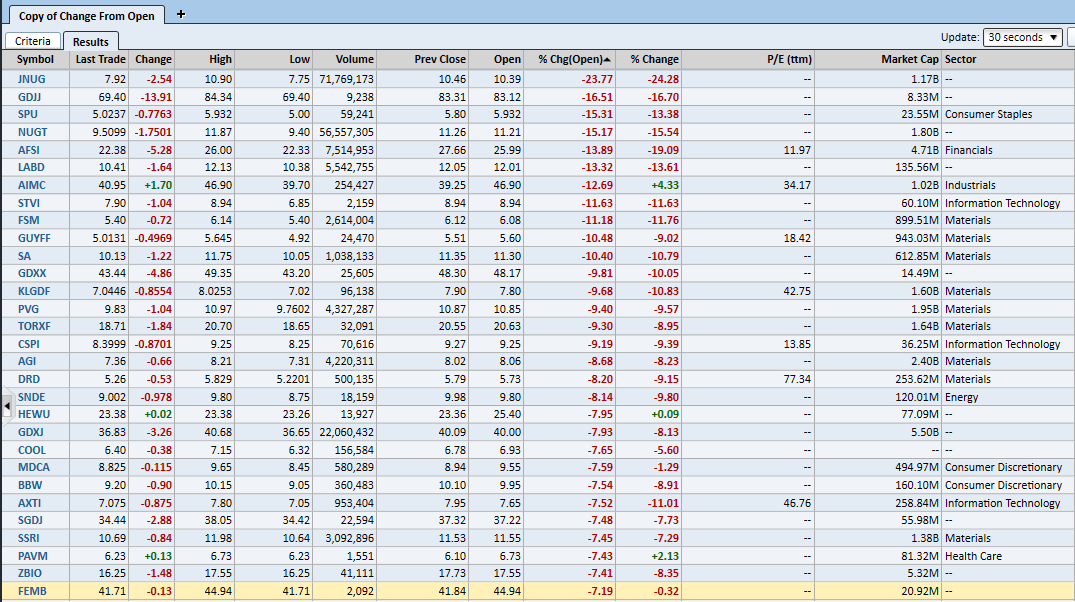 Copy of Change From Open +
Criteria Results Update: 30 seconds
Symbol Last Trade Change High Low Volume Prev Close Open % Chg(Open) % Change P/E (ttm) Market Cap Sector
JNUG 7.92 -2.54 10.90 7.75 71,769,173 10.46 10.39 -23.77 -24.28 -- 1.17B --
GDJJ 69.40 -13.91 84.34 69.40 9,238 83.31 83.12 -16.51 -16.70 -- 8.33M --
SPU 5.0237 -0.7763 5.932 5.00 59,241 5.80 5.932 -15.31 -13.38 -- 23.55M Consumer Staples
NUGT 9.5099 -1.7501 11.87 9.40 56,557,305 11.26 11.21 -15.17 -15.54 -- 1.80B --
AFSI 22.38 -5.28 26.00 22.33 7,514,953 27.66 25.99 -13.89 -19.09 11.97 4.71B Financials
LABD 10.41 -1.64 12.13 10.38 5,542,755 12.05 12.01 -13.32 -13.61 -- 135.56M --
AIMC 40.95 +1.70 46.90 39.70 254,427 39.25 46.90 -12.69 +4.33 34.17 1.02B Industrials
STVI 7.90 -1.04 8.94 6.85 2,159 8.94 8.94 -11.63 -11.63 -- 60.10M Information Technology
FSM 5.40 -0.72 6.14 5.40 2,614,004 6.12 6.08 -11.18 -11.76 -- 899.51M Materials
GUYFF 5.0131 -0.4969 5.645 4.92 24,470 5.51 5.60 -10.48 -9.02 18.42 943.03M Materials
SA 10.13 -1.22 11.75 10.05 1,038,133 11.35 11.30 -10.40 -10.79 -- 612.85M Materials
GDXX 43.44 -4.86 49.35 43.20 25,605 48.30 48.17 -9.81 -10.05 -- 14.49M --
KLGDF 7.0446 -0.8554 8.0253 7.02 96,138 7.90 7.80 -9.68 -10.83 42.75 1.60B Materials
PVG 9.83 -1.04 10.97 9.7602 4,327,287 10.87 10.85 -9.40 -9.57 -- 1.95B Materials
TORXF 18.71 -1.84 20.70 18.65 32,091 20.55 20.63 -9.30 -8.95 -- 1.64B Materials
CSPI 8.3999 -0.8701 9.25 8.25 70,616 9.27 9.25 -9.19 -9.39 13.85 36.25M Information Technology
AGI 7.36 -0.66 8.21 7.31 4,220,311 8.02 8.06 -8.68 -8.23 -- 2.40B Materials
DRD 5.26 -0.53 5.829 5.2201 500,135 5.79 5.73 -8.20 -9.15 77.34 253.62M Materials
SNDE 9.002 -0.978 9.80 8.75 18,159 9.98 9.80 -8.14 -9.80 -- 120.01M Energy
HEWU 23.38 +0.02 23.38 23.26 13,927 23.36 25.40 -7.95 +0.09 -- 77.09M --
GDXJ 36.83 -3.26 40.68 36.65 22,060,432 40.09 40.00 -7.93 -8.13 -- 5.50B --
COOL 6.40 -0.38 7.15 6.32 156,584 6.78 6.93 -7.65 -5.60 -- -- --
MDCA 8.825 -0.115 9.65 8.45 580,289 8.94 9.55 -7.59 -1.29 -- 494.97M Consumer Discretionary
BBW 9.20 -0.90 10.15 9.05 360,483 10.10 9.95 -7.54 -8.91 -- 160.10M Consumer Discretionary
AXTI 7.075 -0.875 7.80 7.05 953,404 7.95 7.65 -7.52 -11.01 46.76 258.84M Information Technology
SGDJ 34.44 -2.88 38.05 34.42 22,594 37.32 37.22 -7.48 -7.73 -- 55.98M --
SSRI 10.69 -0.84 11.98 10.64 3,092,896 11.53 11.55 -7.45 -7.29 -- 1.38B Materials
PAVM 6.23 +0.13 6.73 6.23 1,551 6.10 6.73 -7.43 +2.13 -- 81.32M Health Care
ZBIO 16.25 -1.48 17.55 16.25 41,111 17.73 17.55 -7.41 -8.35 -- 5.32M --
FEMB 41.71 -0.13 44.94 41.71 2,092 41.84 44.94 -7.19 -0.32 -- 20.92M --